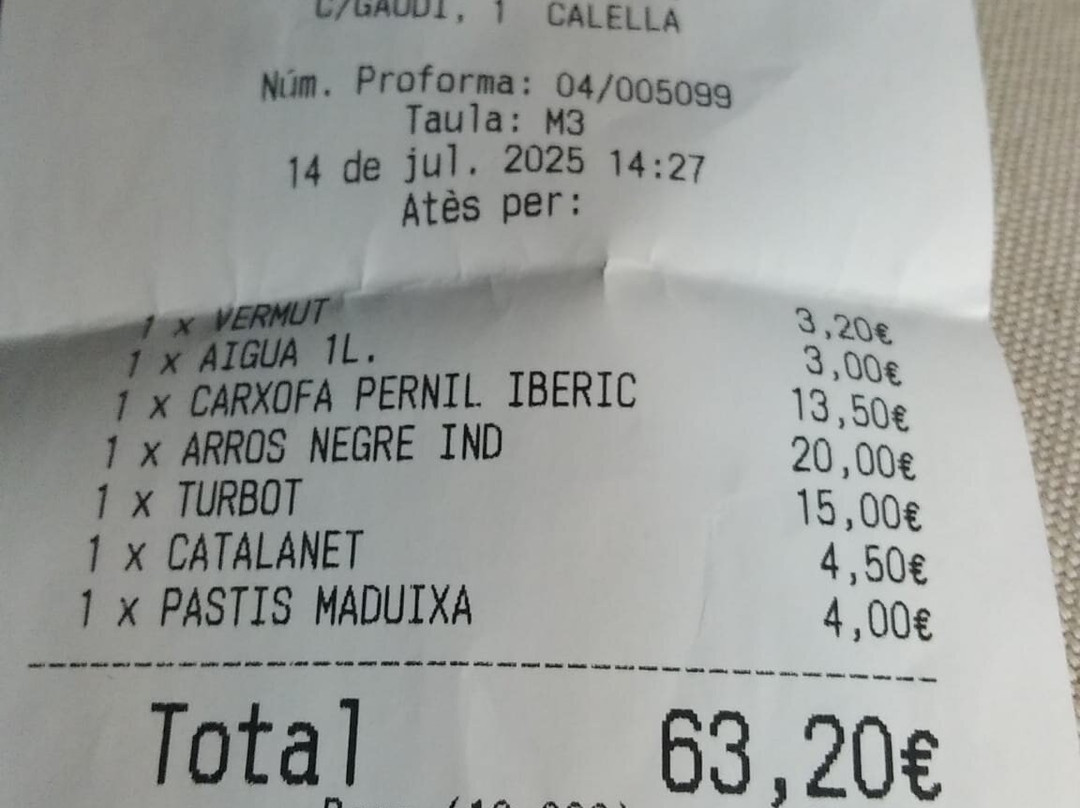 C/GAUDI, 1 CALELLA
Núm. Proforma: 04/005099
Taula: M3
14 de jul. 2025 14:27
Atès per:
1 x VERMUT 3,20€
1 x AIGUA 1L. 3,00€
1 x CARXOFA PERNIL IBERIC 13,50€
1 x ARROS NEGRE IND 20,00€
1 x TURBOT 15,00€
1 x CATALANET 4,50€
1 x PASTIS MADUIXA 4,00€
Total 63,20€